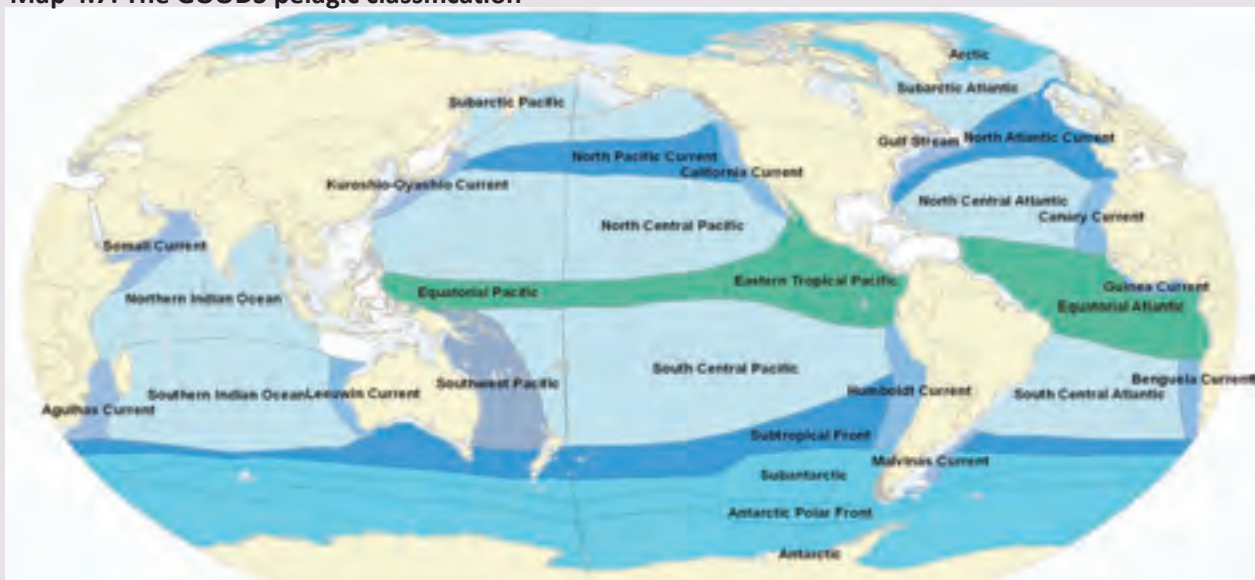 Map 4.7: The GOODS pelagic classification
Arctic
Subarctic Atlantic
Subarctic Pacific
Gulf Stream
North Atlantic Current
North Pacific Current
California Current
Kuroshio-Oyashio Current
North Central Atlantic
Canary Current
North Central Pacific
Somali Current
Eastern Tropical Pacific
Equatorial Pacific
Northern Indian Ocean
Guinea Current
Equatorial Atlantic
South Central Pacific
Southwest Pacific
Benguela Current
Humboldt Current
South Central Atlantic
Southern Indian Ocean
Leeuwin Current
Agulhas Current
Subtropical Front
Malvinas Current
Subantarctic
Antarctic Polar Front
Antarctic